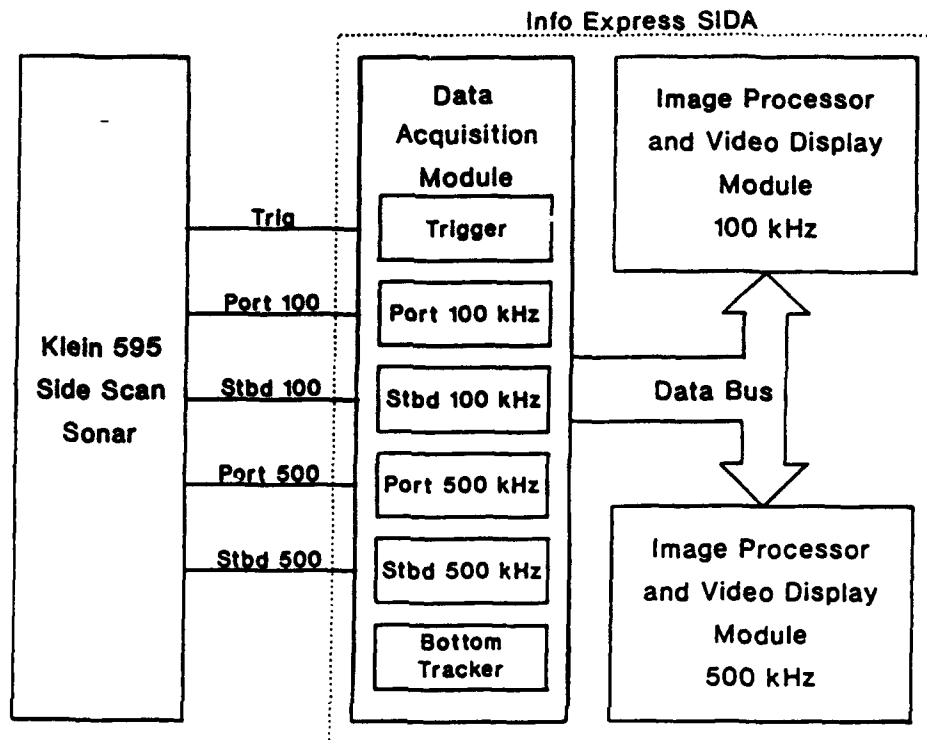 Info Express SIDA
Klein 595
Side Scan
Sonar
Trig
Port 100
Stbd 100
Port 500
Stbd 500
Data
Acquisition
Module
Trigger
Port 100 kHz
Stbd 100 kHz
Port 500 kHz
Stbd 500 kHz
Bottom
Tracker
Image Processor
and Video Display
Module
100 kHz
Data Bus
Image Processor
and Video Display
Module
500 kHz